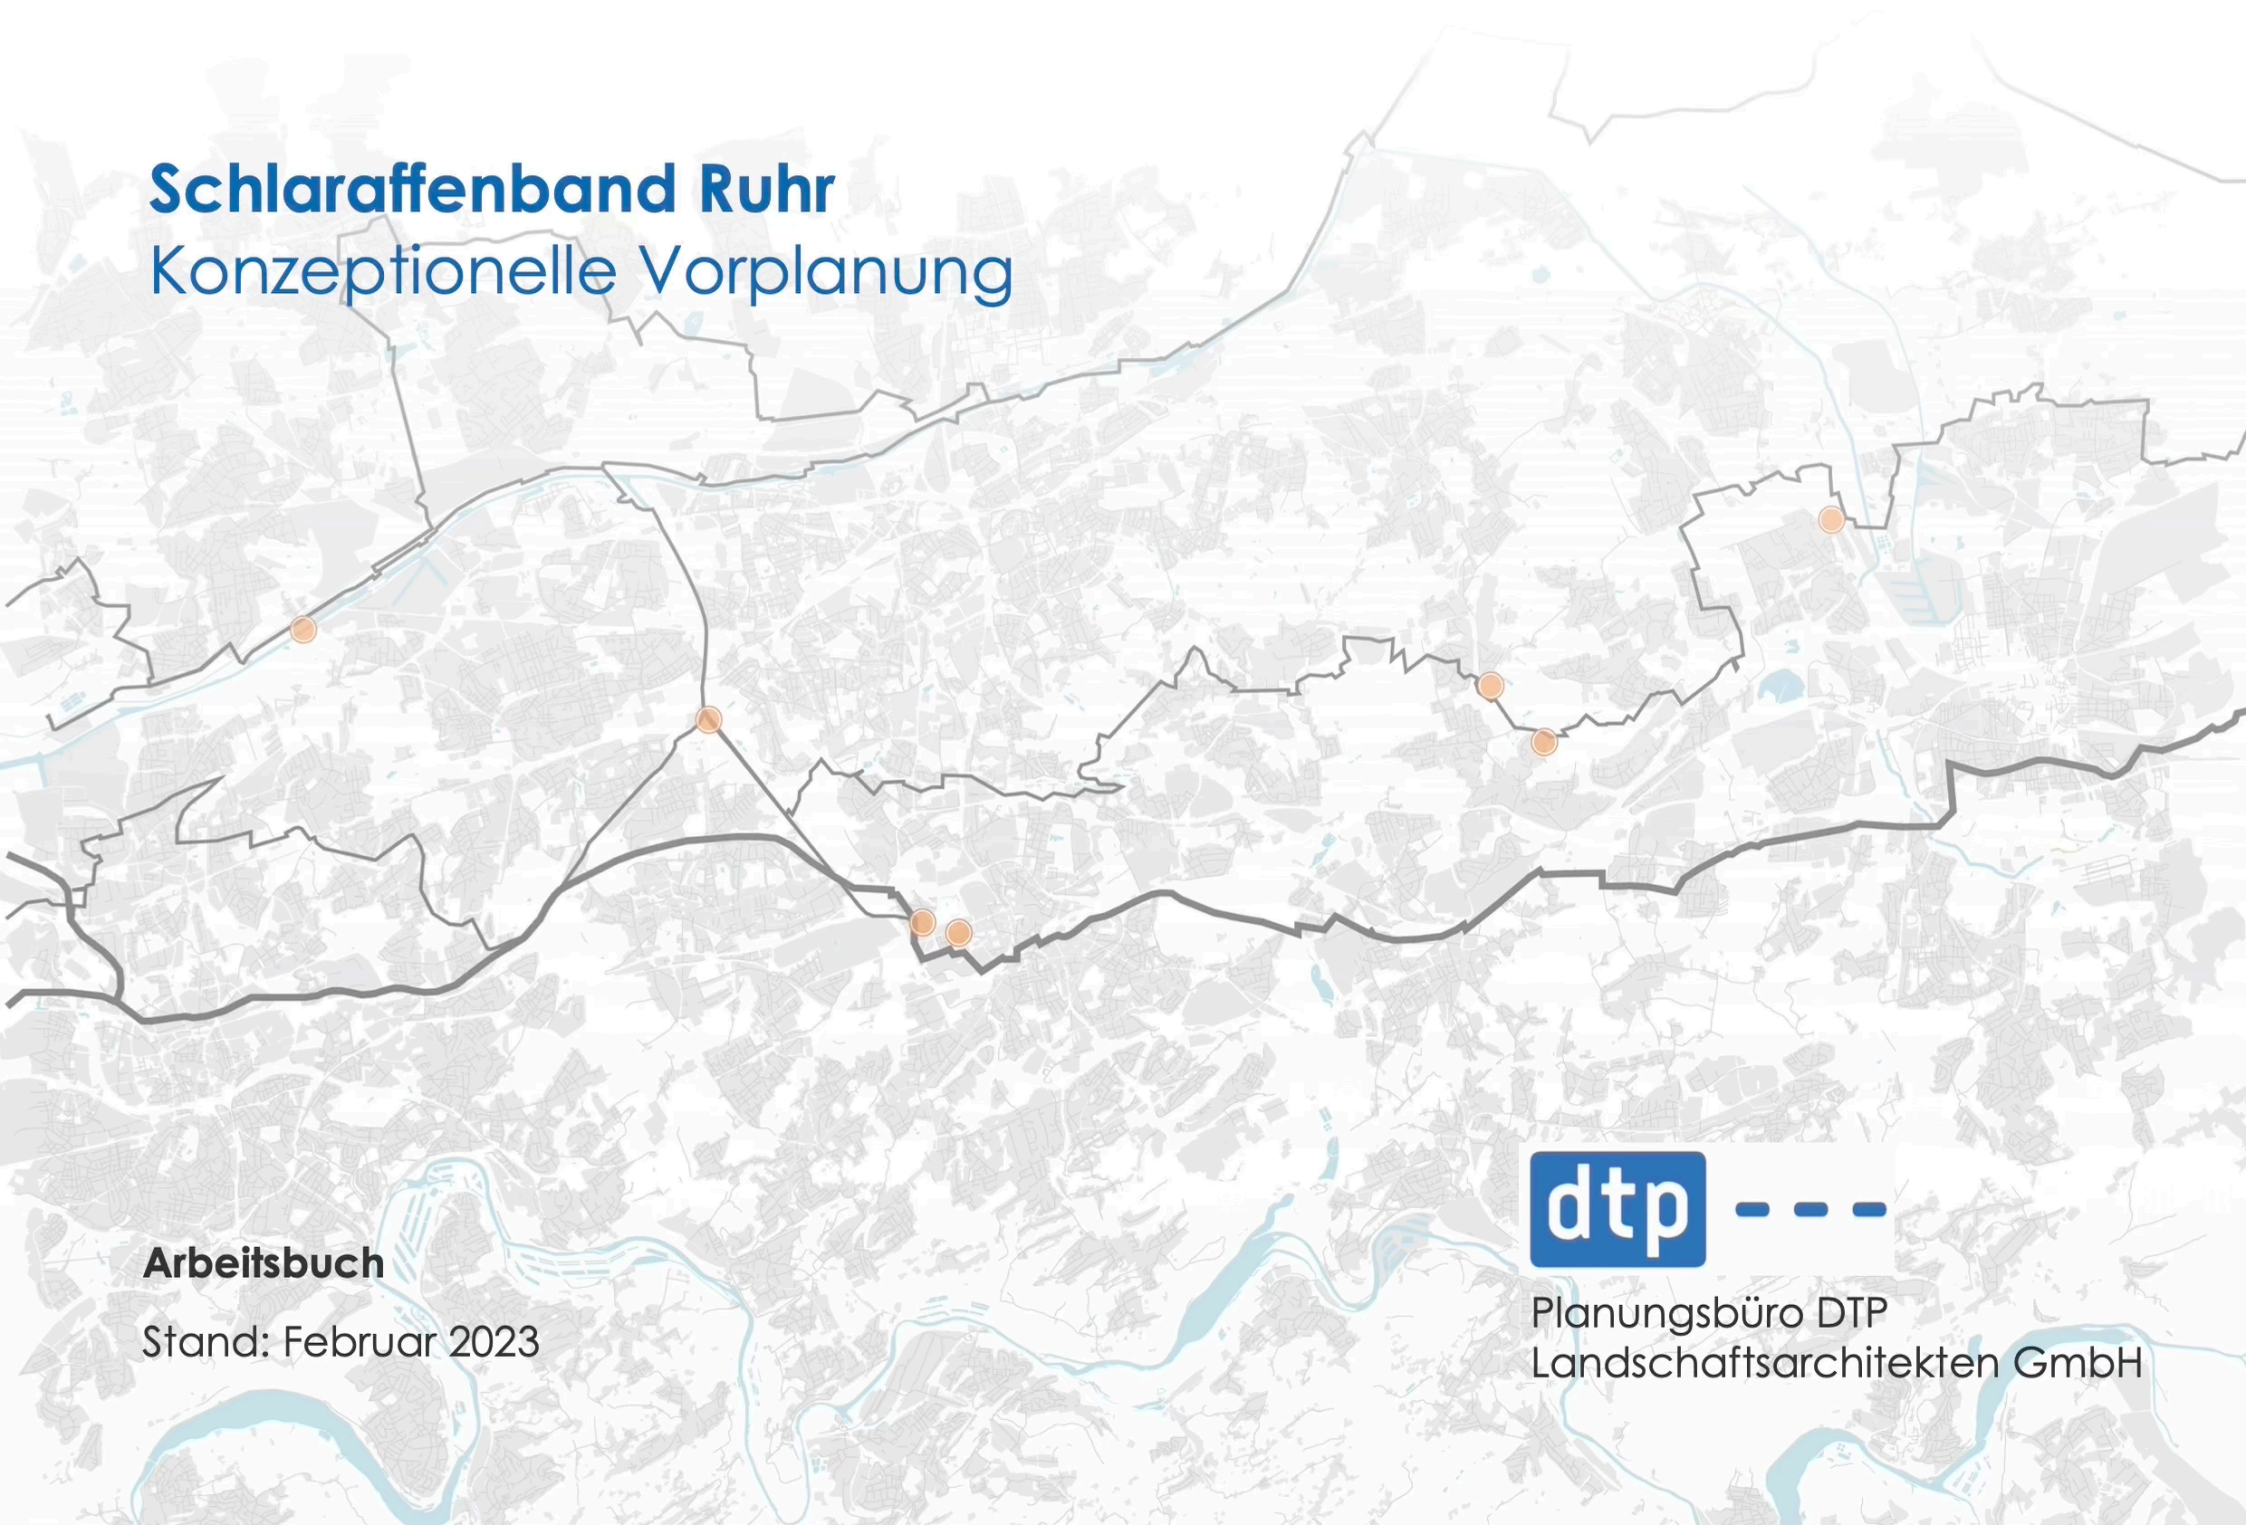 Schlaraffenband Ruhr
Konzeptionelle Vorplanung
Arbeitsbuch
Stand: Februar 2023
dtp
Planungsbüro DTP
Landschaftsarchitekten GmbH